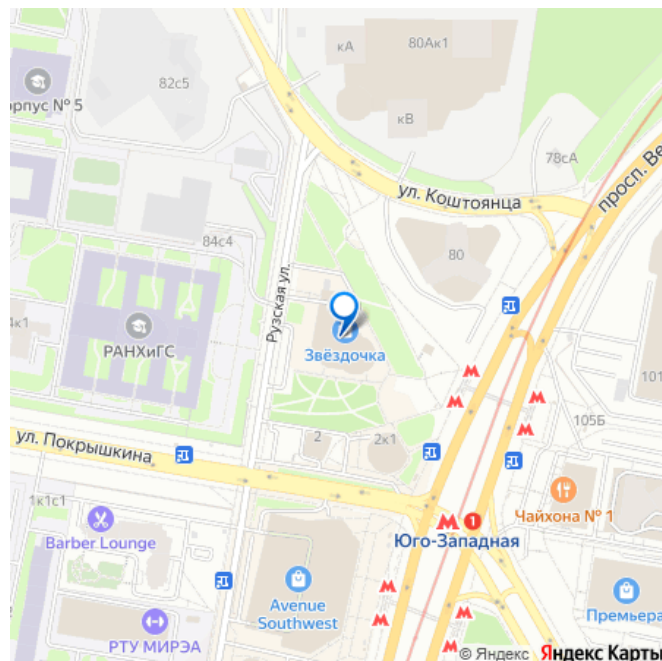 кА
80Ак1
82с5
орпус № 5
кВ
78сА
просп. Ве
ул. Коштоянца
84с4
80
Рузская ул.
4к1
РАНХиГС
Звёздочка
101
105Б
ул. Покрышкина
2
2к1
1к1с1
Чайхона № 1
Barber Lounge
1
Юго-Западная
Avenue
Southwest
Премьера
РТУ МИРЭА
© Яндекс Яндекс Карты